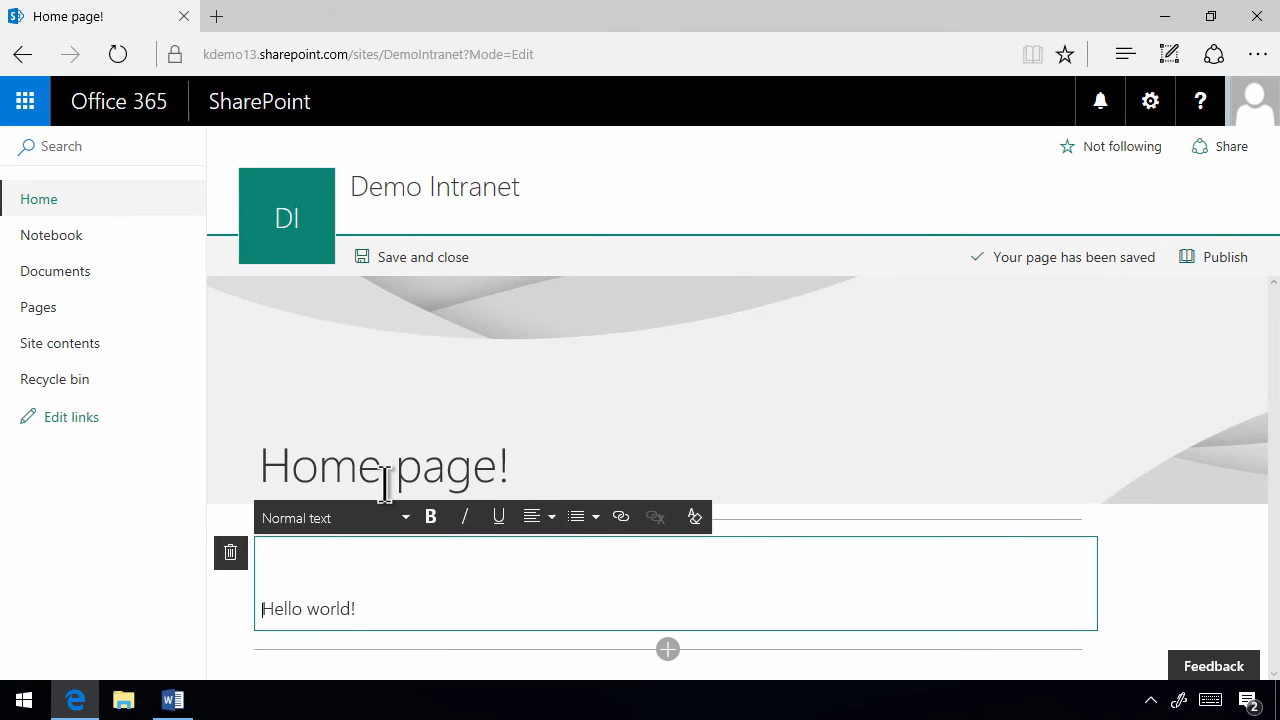 Home page!
kdemo13.sharepoint.com/sites/DemoIntranet?Mode=Edit
Office 365 SharePoint
?
Search
Not following Share
Home
Notebook
Documents
Pages
Site contents
Recycle bin
Edit links
DI
Demo Intranet
Save and close
Your page has been saved Publish
Home page!
Normal text B / U
Hello world!
Feedback
2